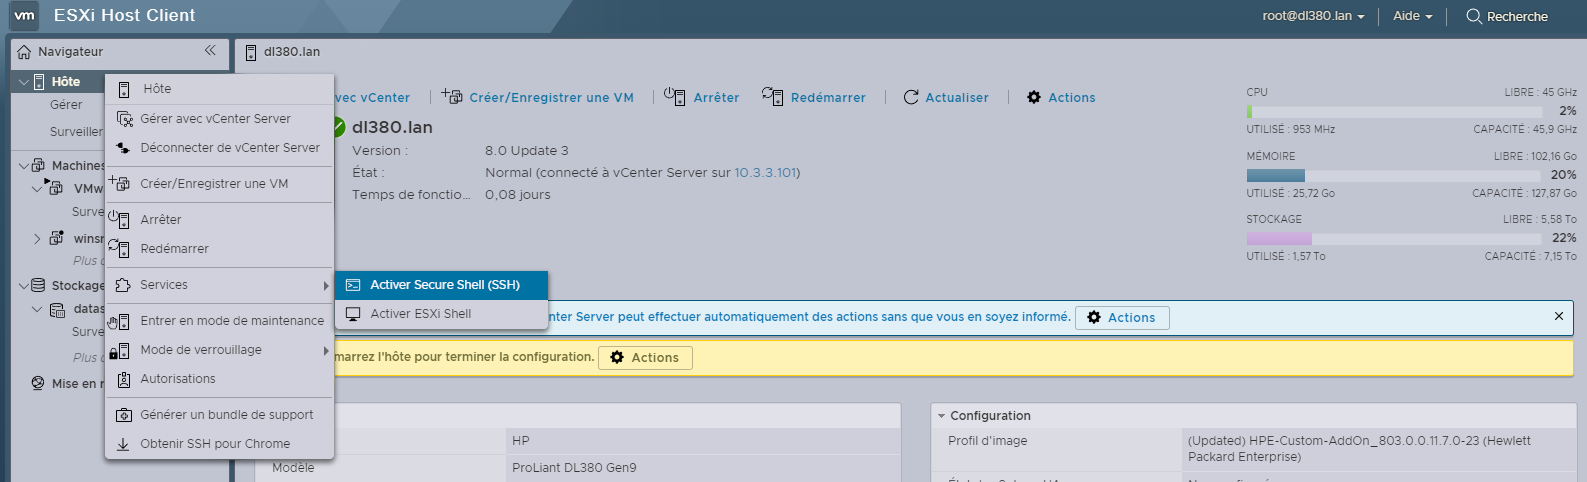 vm ESXi Host Client
root@dl380.lan
Aide
Recherche
Navigateur
Hôte
Gérer
Surveiller
Machines
VMw
Surve
winsr
Plus d
Stockage
datas
Surve
Plus d
Mise en r
Hôte
Gérer avec vCenter Server
Déconnecter de vCenter Server
Créer/Enregistrer une VM
Arrêter
Redémarrer
Services
Entrer en mode de maintenance
Mode de verrouillage
Autorisations
Générer un bundle de support
Obtenir SSH pour Chrome
Activer Secure Shell (SSH)
Activer ESXi Shell
dl380.lan
vec vCenter
Créer/Enregistrer une VM
Arrêter
Redémarrer
Actualiser
Actions
dl380.lan
Version : 8.0 Update 3
État : Normal (connecté à vCenter Server sur 10.3.3.101)
Temps de fonctio... 0,08 jours
CPU LIBRE : 45 GHz
2%
UTILISÉ : 953 MHz CAPACITÉ : 45,9 GHz
MÉMOIRE LIBRE : 102,16 Go
20%
UTILISÉ : 25,72 Go CAPACITÉ : 127,87 Go
STOCKAGE LIBRE : 5,58 To
22%
UTILISÉ : 1,57 To CAPACITÉ : 7,15 To
nter Server peut effectuer automatiquement des actions sans que vous en soyez informé. Actions
marrez l'hôte pour terminer la configuration. Actions
HP
Modèle ProLiant DL380 Gen9
Configuration
Profil d'image (Updated) HPE-Custom-AddOn_803.0.0.11.7.0-23 (Hewlett
Packard Enterprise)